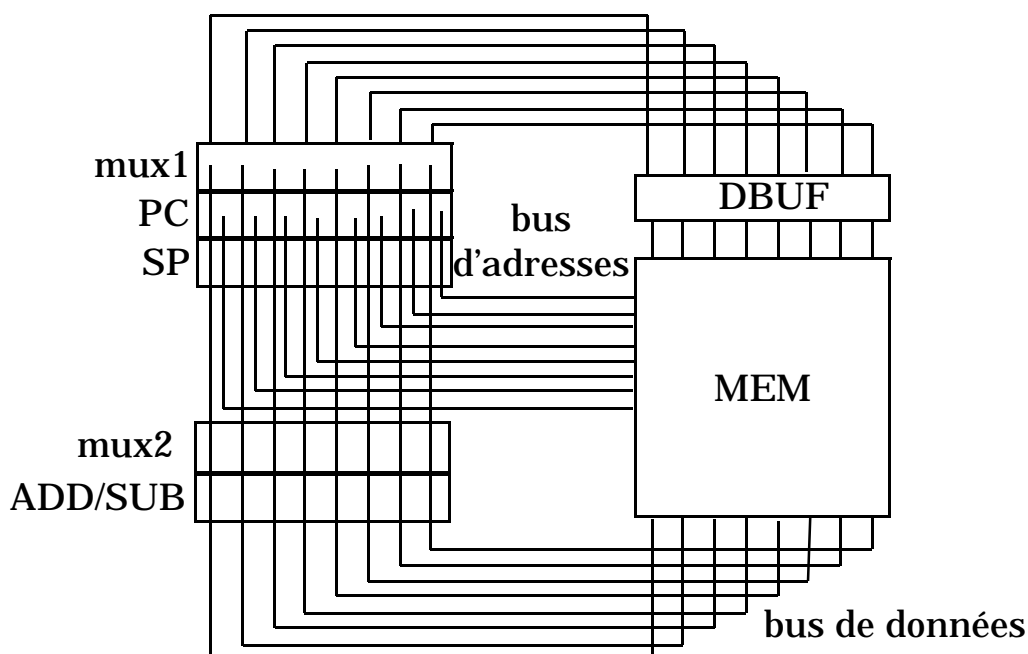 mux1
PC
SP
bus
d'adresses
DBUF
MEM
mux2
ADD/SUB
bus de données